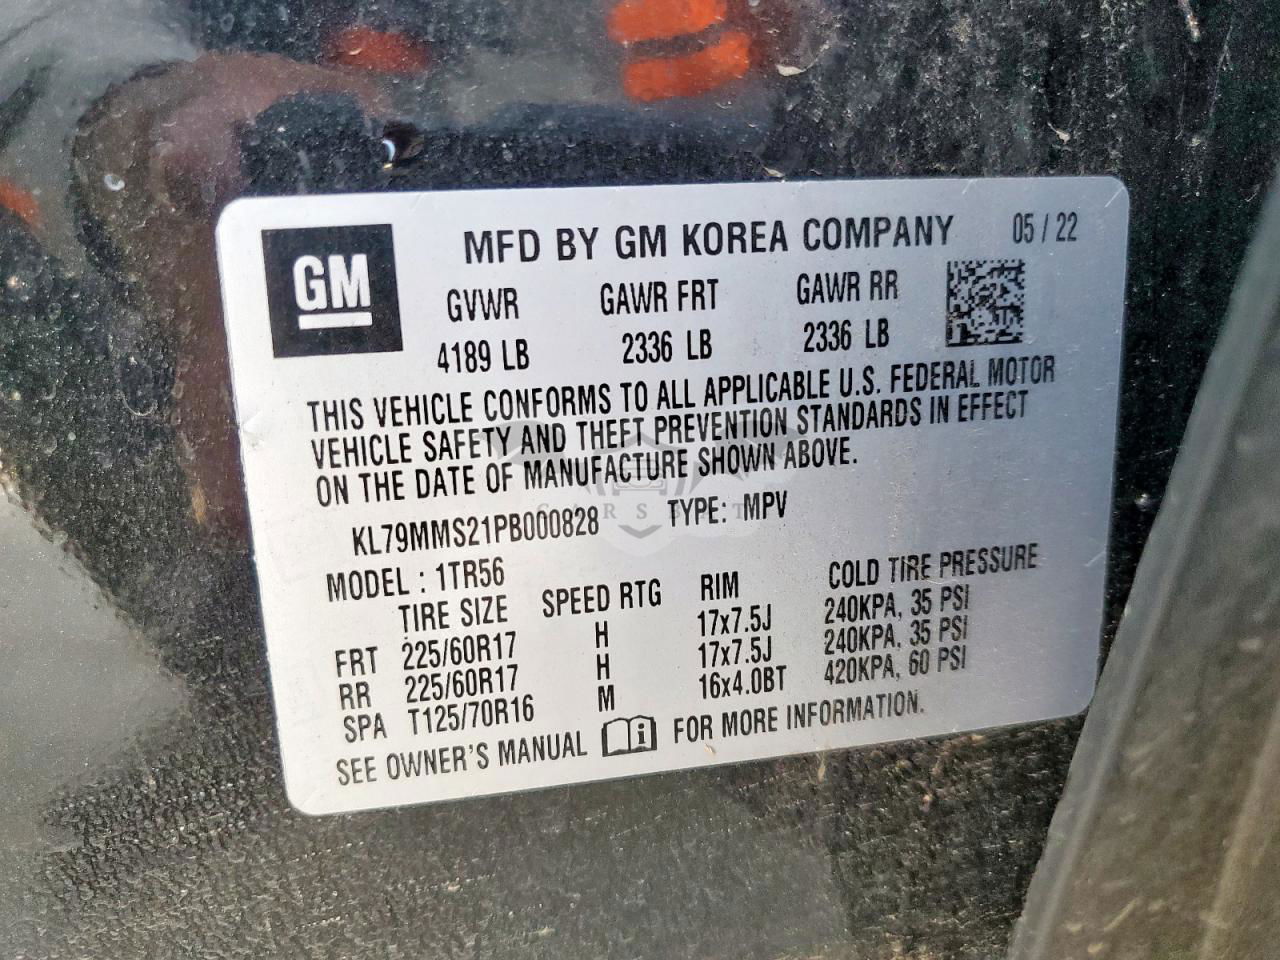 GM
MFD BY GM KOREA COMPANY 05 / 22
GVWR GAWR FRT GAWR RR
4189 LB 2336 LB 2336 LB
THIS VEHICLE CONFORMS TO ALL APPLICABLE U.S. FEDERAL MOTOR
VEHICLE SAFETY AND THEFT PREVENTION STANDARDS IN EFFECT
ON THE DATE OF MANUFACTURE SHOWN ABOVE.
KL79MMS21PB000828 TYPE: MPV
MODEL : 1TR56
TIRE SIZE SPEED RTG RIM COLD TIRE PRESSURE
FRT 225/60R17 H 17x7.5J 240KPA, 35 PSI
RR 225/60R17 H 17x7.5J 240KPA, 35 PSI
SPA T125/70R16 M 16x4.0BT 420KPA, 60 PSI
SEE OWNER'S MANUAL FOR MORE INFORMATION.